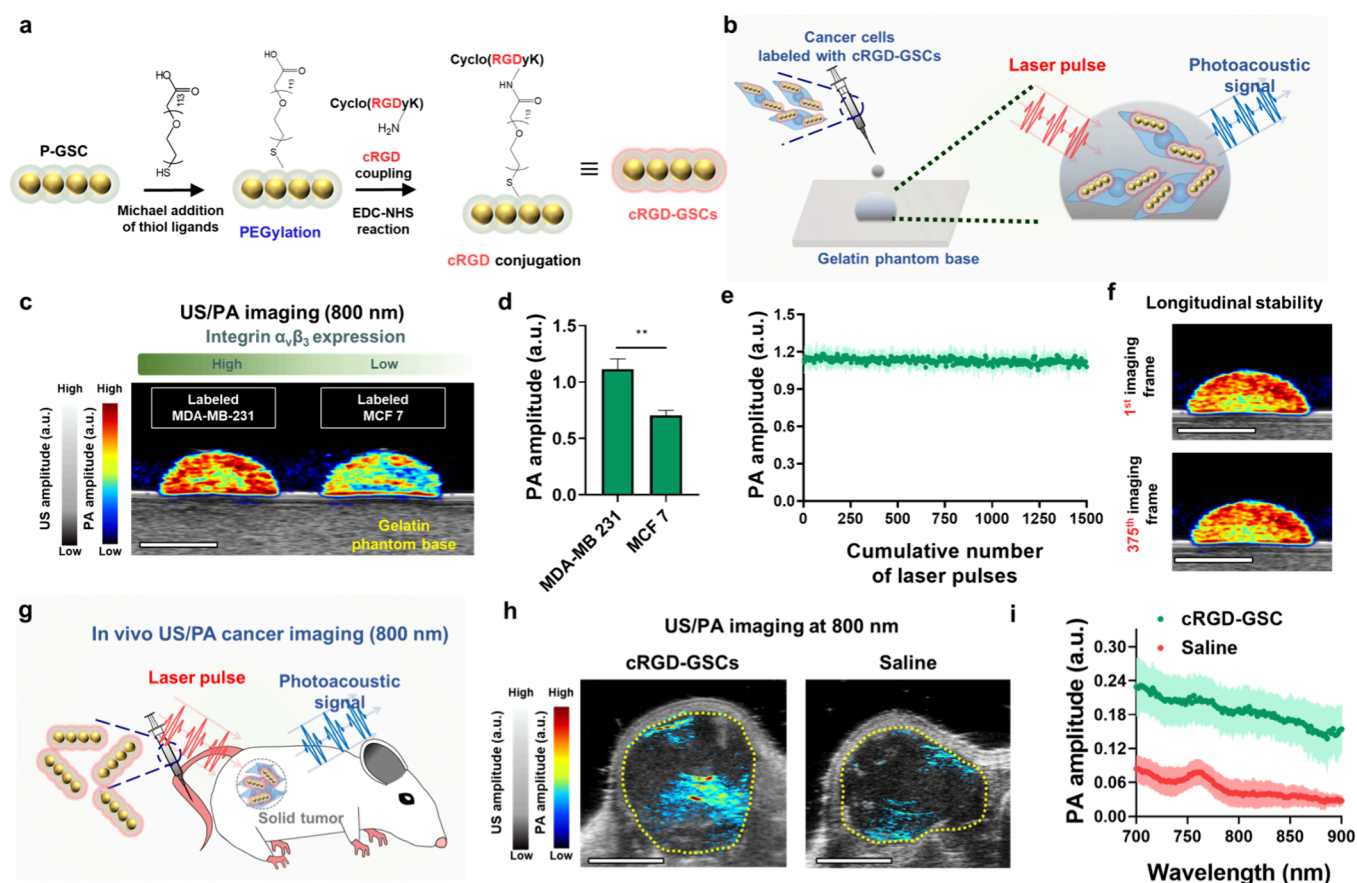 a
P-GSC
HO
O
113
O
HS
Michael addition
of thiol ligands
HO
O
113
O
S
PEGylation
Cyclo(RGDyK)
H2N
cRGD
coupling
EDC-NHS
reaction
Cyclo(RGDyK)
HN
O
113
O
S
cRGD conjugation
≡
cRGD-GSCs
b
Cancer cells
labeled with cRGD-GSCs
Laser pulse
Photoacoustic
signal
Gelatin phantom base
c
US/PA imaging (800 nm)
Integrin αvβ3 expression
High
Low
High
High
US amplitude (a.u.)
PA amplitude (a.u.)
Low
Low
Labeled
MDA-MB-231
Labeled
MCF 7
Gelatin
phantom base
d
PA amplitude (a.u.)
1.5
1.0
0.5
0.0
**
MDA-MB 231
MCF 7
e
PA amplitude (a.u.)
1.5
1.2
0.9
0.6
0.3
0.0
0
250
500
750
1000
1250
1500
Cumulative number
of laser pulses
f
Longitudinal stability
1st imaging
frame
375th imaging
frame
g
In vivo US/PA cancer imaging (800 nm)
Laser pulse
Photoacoustic
signal
Solid tumor
h
US/PA imaging at 800 nm
cRGD-GSCs
Saline
High
High
US amplitude (a.u.)
PA amplitude (a.u.)
Low
Low
i
cRGD-GSC
Saline
PA amplitude (a.u.)
0.30
0.24
0.18
0.12
0.06
0.00
700
750
800
850
900
Wavelength (nm)